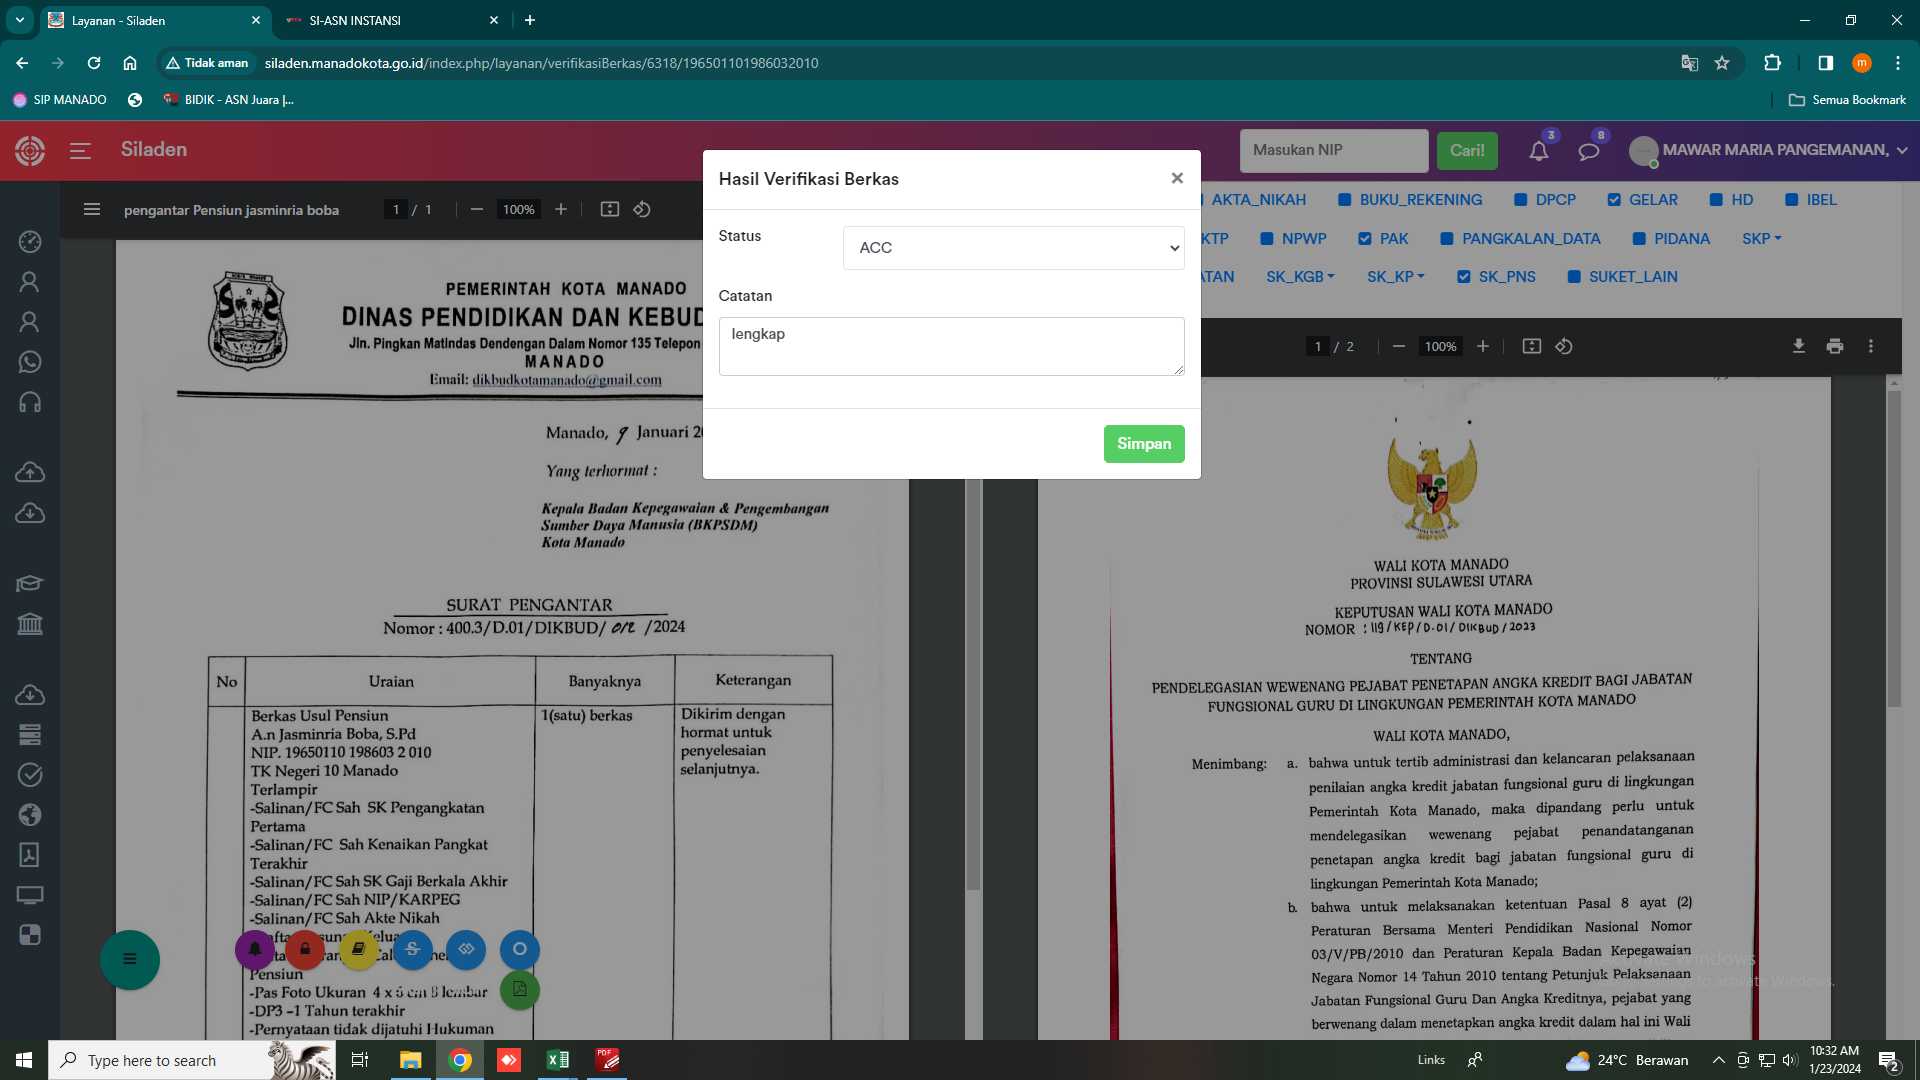 Layanan - Siladen
SI-ASN INSTANSI
Tidak aman
siladen.manadokota.go.id/index.php/layanan/verifikasiBerkas/6318/196501101986032010
m
SIP MANADO
BIDIK - ASN Juara |...
Semua Bookmark
Siladen
Masukan NIP
Cari!
3
8
MAWAR MARIA PANGEMANAN,
pengantar Pensiun jasminria boba
1 / 1
100%
Hasil Verifikasi Berkas
×
Status
ACC
Catatan
lengkap
Simpan
AKTA_NIKAH
BUKU_REKENING
DPCP
GELAR
HD
IBEL
KTP
NPWP
PAK
PANGKALAN_DATA
PIDANA
SKP
SK_KGB
SK_KP
SK_PNS
SUKET_LAIN
1 / 2
100%
PEMERINTAH KOTA MANADO
DINAS PENDIDIKAN DAN KEBUD
Jln. Pingkan Matindas Dendengan Dalam Nomor 135 Telepon
MANADO
Email: dikbudkotamanado@gmail.com
Manado, 9 Januari 20
Yang terhormat :
Kepala Badan Kepegawaian & Pengembangan
Sumber Daya Manusia (BKPSDM)
Kota Manado
SURAT PENGANTAR
Nomor : 400.3/D.01/DIKBUD/ 012 /2024
No
Uraian
Banyaknya
Keterangan
Berkas Usul Pensiun
A.n Jasminria Boba, S.Pd
NIP. 19650110 198603 2 010
TK Negeri 10 Manado
Terlampir
-Salinan/FC Sah SK Pengangkatan
Pertama
-Salinan/FC Sah Kenaikan Pangkat
Terakhir
-Salinan/FC Sah SK Gaji Berkala Akhir
-Salinan/FC Sah NIP/KARPEG
-Salinan/FC Sah Akte Nikah
Pensiun
-Pas Foto Ukuran 4 x
-DP3 –1 Tahun terakhir
-Pernyataan tidak dijatuhi Hukuman
1(satu) berkas
Dikirim dengan
hormat untuk
penyelesaian
selanjutnya.
WALI KOTA MANADO
PROVINSI SULAWESI UTARA
KEPUTUSAN WALI KOTA MANADO
NOMOR : 119/KEP/D.01/DIKBUD/2023
TENTANG
PENDELEGASIAN WEWENANG PEJABAT PENETAPAN ANGKA KREDIT BAGI JABATAN
FUNGSIONAL GURU DI LINGKUNGAN PEMERINTAH KOTA MANADO
WALI KOTA MANADO,
Menimbang: a. bahwa untuk tertib administrasi dan kelancaran pelaksanaan
penilaian angka kredit jabatan fungsional guru di lingkungan
Pemerintah Kota Manado, maka dipandang perlu untuk
mendelegasikan wewenang pejabat penandatanganan
penetapan angka kredit bagi jabatan fungsional guru di
lingkungan Pemerintah Kota Manado;
b. bahwa untuk melaksanakan ketentuan Pasal 8 ayat (2)
Peraturan Bersama Menteri Pendidikan Nasional Nomor
03/V/PB/2010 dan Peraturan Kepala Badan Kepegawaian
Negara Nomor 14 Tahun 2010 tentang Petunjuk Pelaksanaan
Jabatan Fungsional Guru Dan Angka Kreditnya, pejabat yang
berwenang dalam menetapkan angka kredit dalam hal ini Wali
Activate Windows
Type here to search
Links
24°C Berawan
10:32 AM
1/23/2024
2